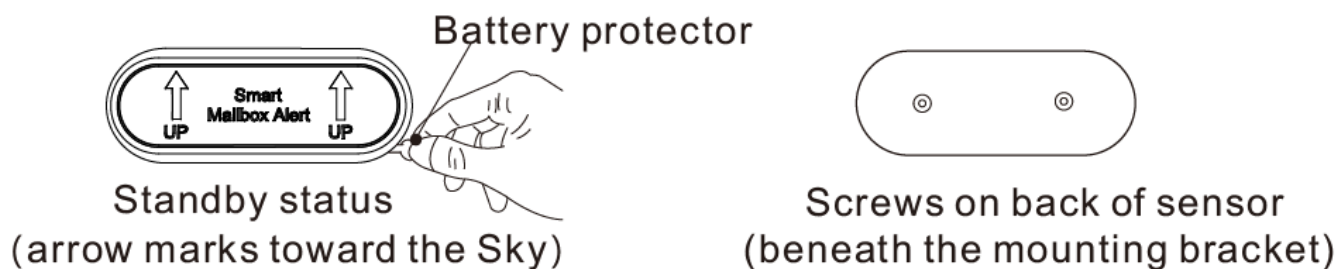 Battery protector
Smart
Mailbox Alert
UP
UP
Standby status
(arrow marks toward the Sky)
Screws on back of sensor
(beneath the mounting bracket)